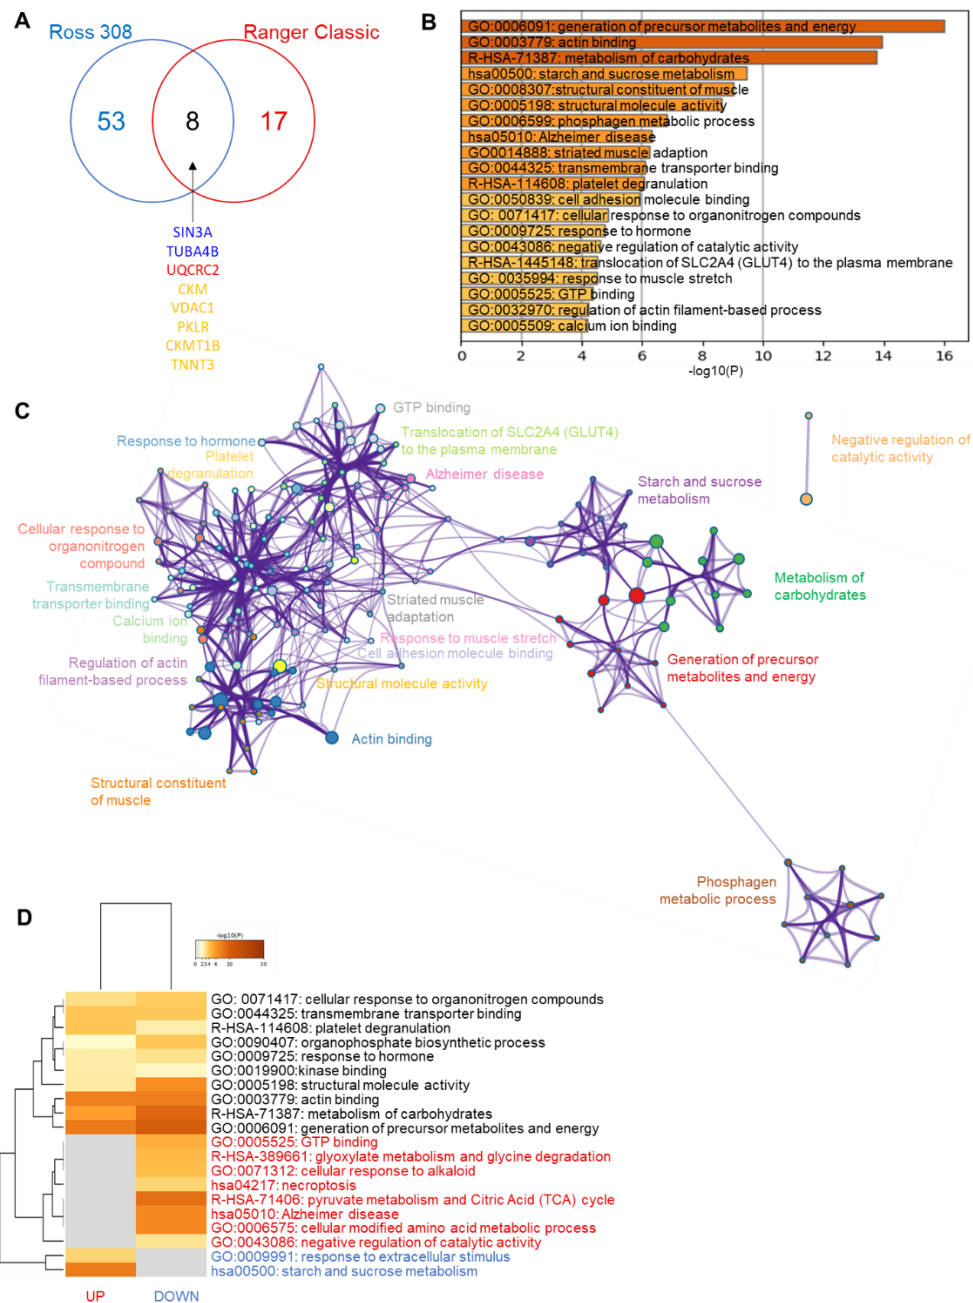 A
Ross 308
Ranger Classic
53
8
17
SIN3A
TUBA4B
UQCRC2
CKM
VDAC1
PKLR
CKMT1B
TNNT3
B
GO:0006091: generation of precursor metabolites and energy
GO:0003779: actin binding
R-HSA-71387: metabolism of carbohydrates
hsa00500: starch and sucrose metabolism
GO:0008307:structural constituent of muscle
GO:0005198: structural molecule activity
GO:0006599: phosphagen metabolic process
hsa05010: Alzheimer disease
GO0014888: striated muscle adaption
GO:0044325: transmembrane transporter binding
R-HSA-114608: platelet degranulation
GO:0050839: cell adhesion molecule binding
GO: 0071417: cellular response to organonitrogen compounds
GO:0009725: response to hormone
GO:0043086: negative regulation of catalytic activity
R-HSA-1445148: translocation of SLC2A4 (GLUT4) to the plasma membrane
GO: 0035994: response to muscle stretch
GO:0005525: GTP binding
GO:0032970: regulation of actin filament-based process
GO:0005509: calcium ion binding
0 2 4 6 8 10 12 14 16
-log10(P)
C
GTP binding
Response to hormone
Translocation of SLC2A4 (GLUT4)
to the plasma membrane
Platelet
degranulation
Alzheimer disease
Negative regulation of
catalytic activity
Starch and sucrose
metabolism
Cellular response to
organonitrogen
compound
Metabolism of
carbohydrates
Transmembrane
transporter binding
Striated muscle
adaptation
Calcium ion
binding
Response to muscle stretch
Cell adhesion molecule binding
Regulation of actin
filament-based process
Generation of precursor
metabolites and energy
Structural molecule activity
Actin binding
Structural constituent
of muscle
Phosphagen
metabolic process
D
-log10(P)
0 2 3 4 6 10 20
GO: 0071417: cellular response to organonitrogen compounds
GO:0044325: transmembrane transporter binding
R-HSA-114608: platelet degranulation
GO:0090407: organophosphate biosynthetic process
GO:0009725: response to hormone
GO:0019900:kinase binding
GO:0005198: structural molecule activity
GO:0003779: actin binding
R-HSA-71387: metabolism of carbohydrates
GO:0006091: generation of precursor metabolites and energy
GO:0005525: GTP binding
R-HSA-389661: glyoxylate metabolism and glycine degradation
GO:0071312: cellular response to alkaloid
hsa04217: necroptosis
R-HSA-71406: pyruvate metabolism and Citric Acid (TCA) cycle
hsa05010: Alzheimer disease
GO:0006575: cellular modified amino acid metabolic process
GO:0043086: negative regulation of catalytic activity
GO:0009991: response to extracellular stimulus
hsa00500: starch and sucrose metabolism
UP
DOWN